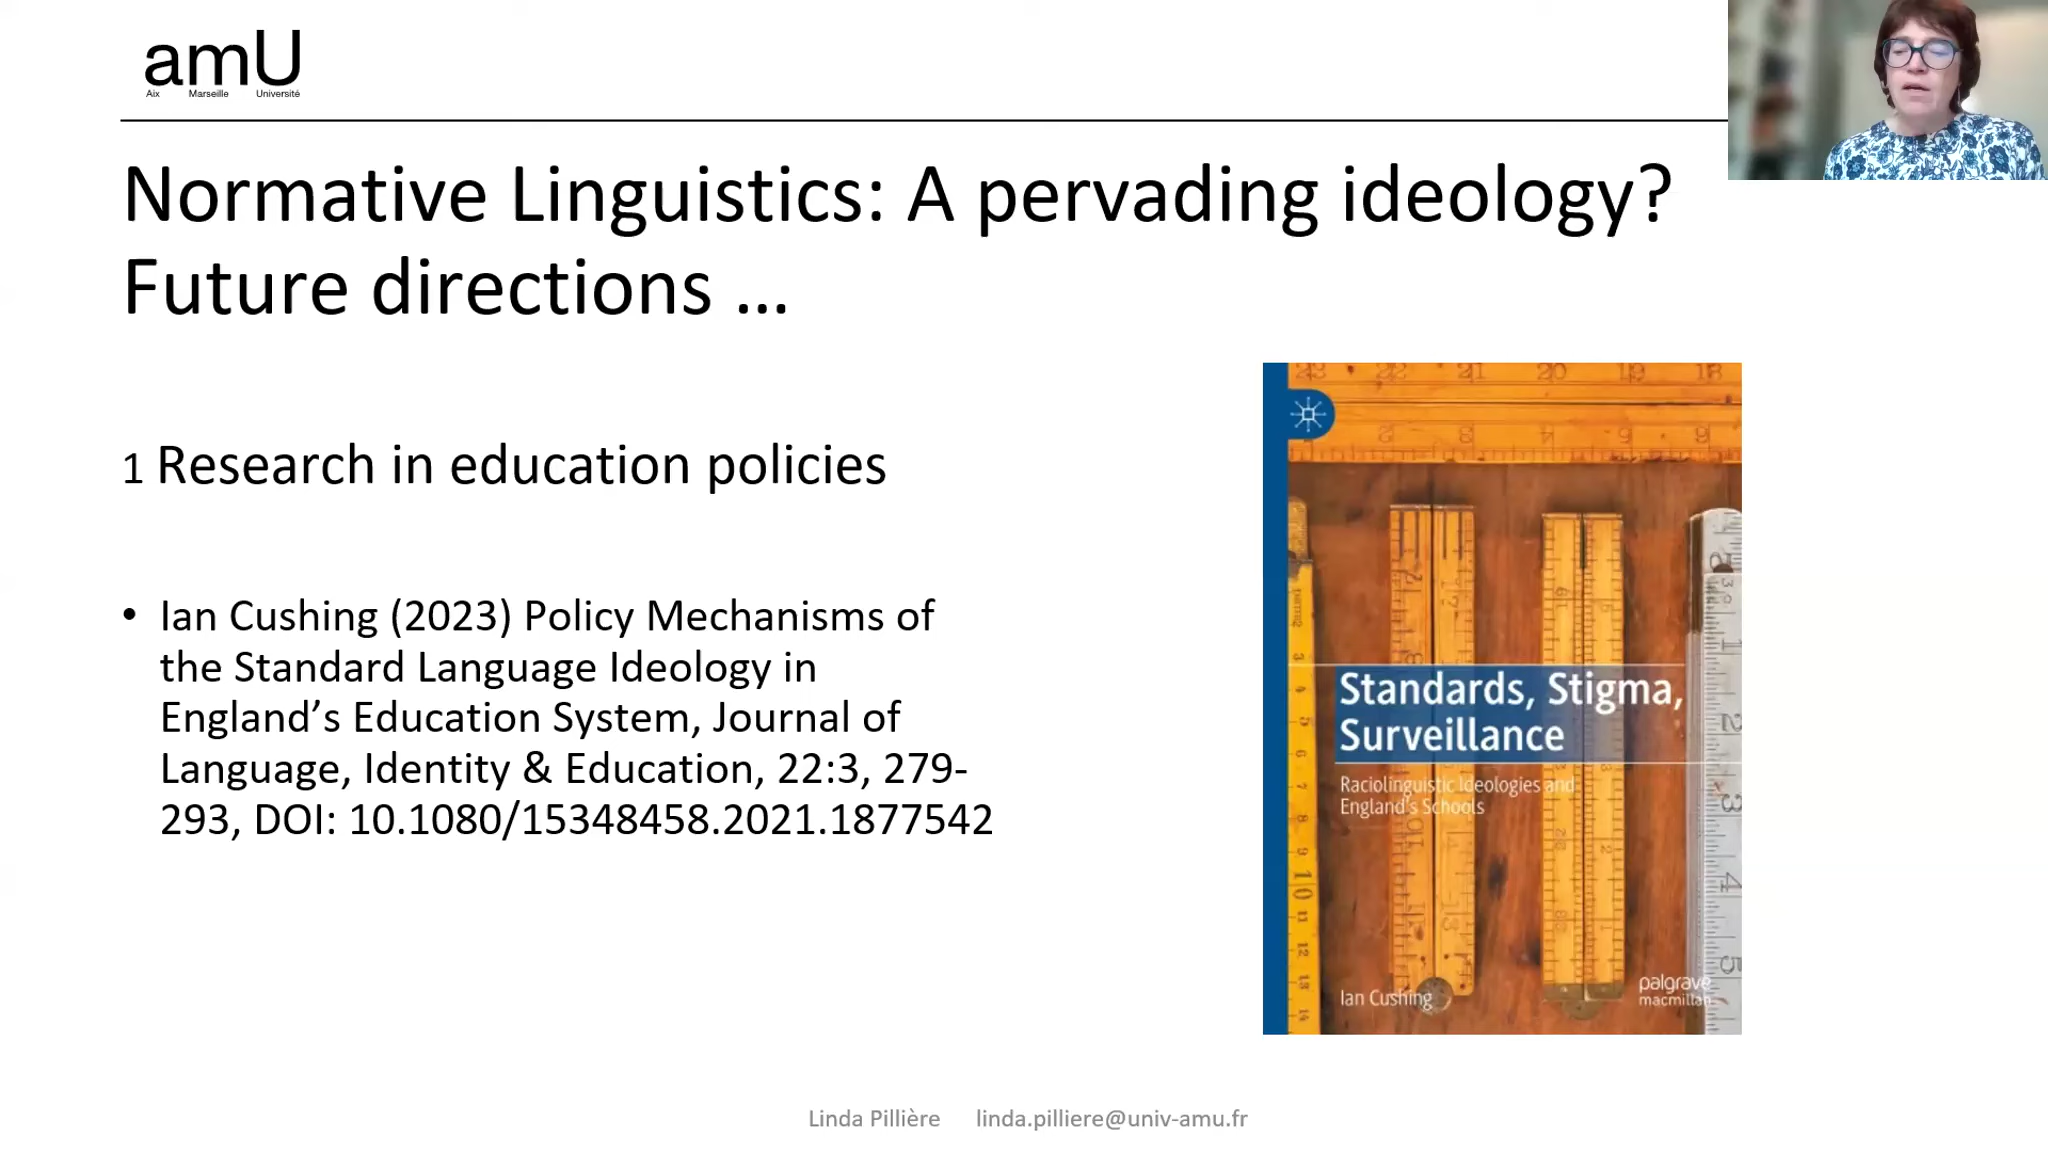 amU
Aix Marseille Université
Normative Linguistics: A pervading ideology?
Future directions …
1 Research in education policies
• Ian Cushing (2023) Policy Mechanisms of
the Standard Language Ideology in
England’s Education System, Journal of
Language, Identity & Education, 22:3, 279-
293, DOI: 10.1080/15348458.2021.1877542
Standards, Stigma,
Surveillance
Raciolinguistic Ideologies and
England's Schools
Ian Cushing
palgrave
macmillan
Linda Pillière linda.pilliere@univ-amu.fr